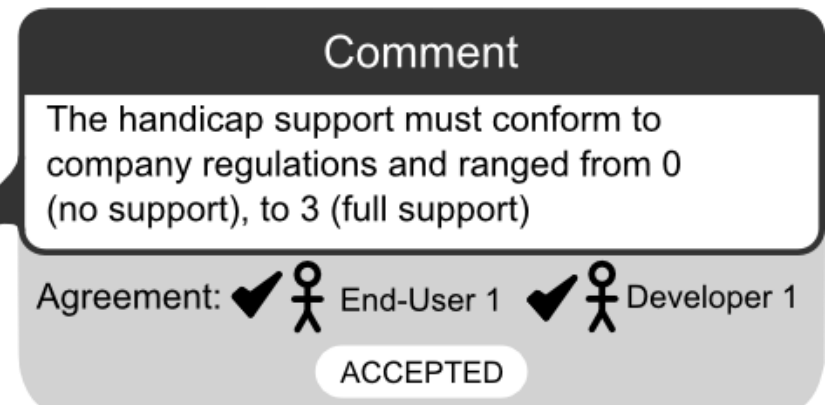 Comment
The handicap support must conform to
company regulations and ranged from 0
(no support), to 3 (full support)
Agreement: End-User 1 Developer 1
ACCEPTED